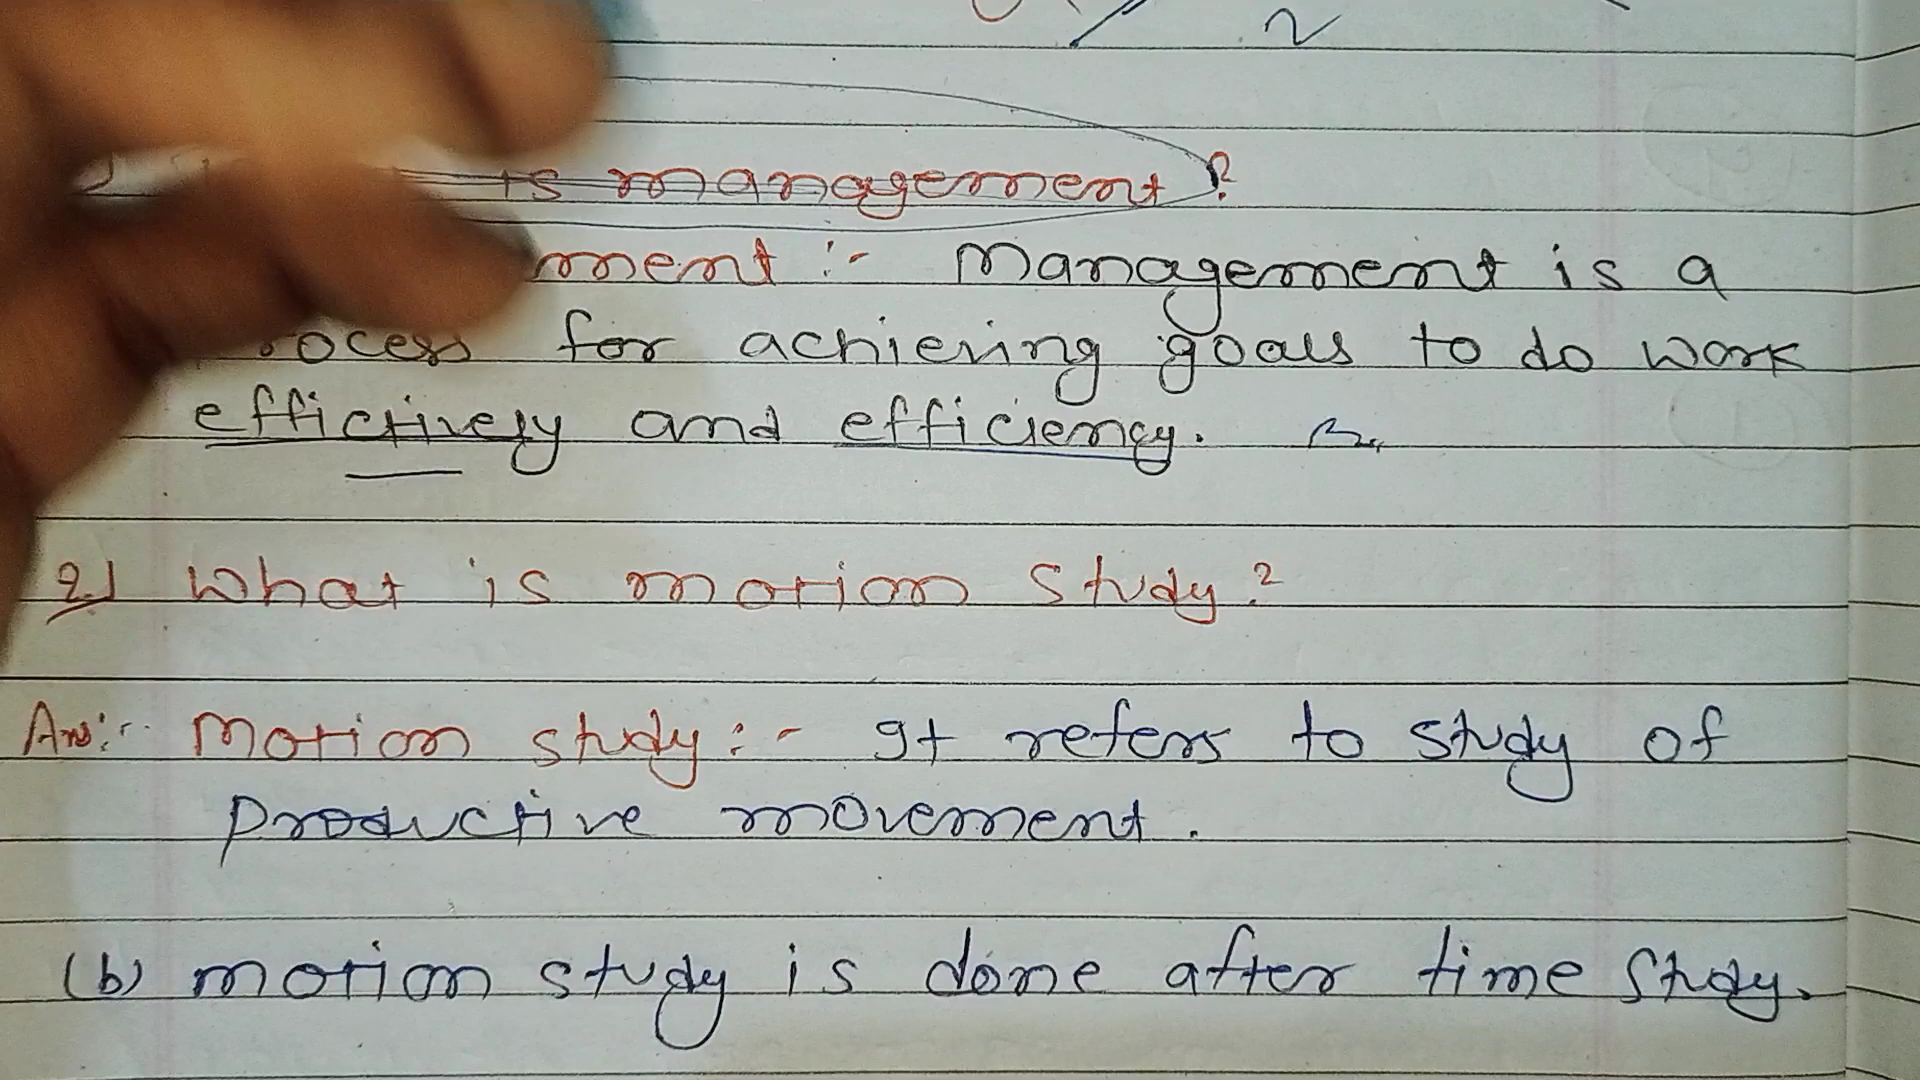 is management ?
ment :- Management is a
ocess for achieving goals to do work
effictively and efficiency.
2) What is motion study ?
Ans :- Motion study : - It refers to study of
productive movement.
(b) motion study is done after time study.